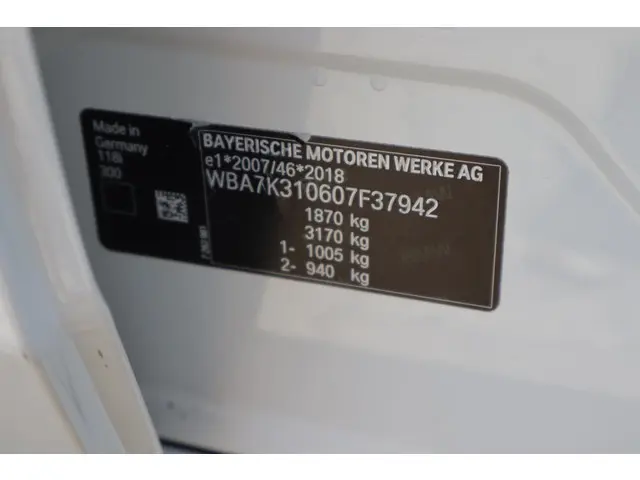 Made in
Germany
118i
300
BAYERISCHE MOTOREN WERKE AG
e1*2007/46*2018
WBA7K310607F37942
1870 kg
3170 kg
1- 1005 kg
2- 940 kg